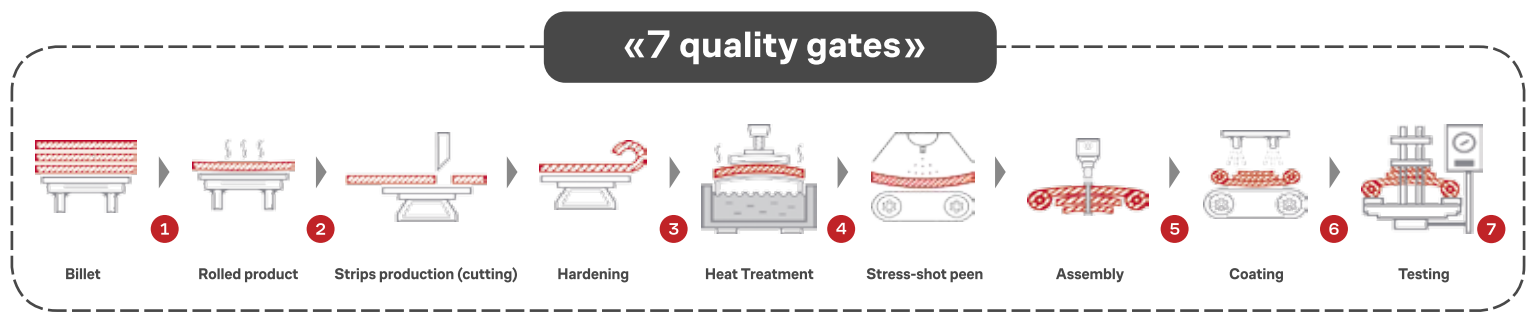 «7 quality gates»
1
2
3
4
5
6
7
Billet
Rolled product
Strips production (cutting)
Hardening
Heat Treatment
Stress-shot peen
Assembly
Coating
Testing